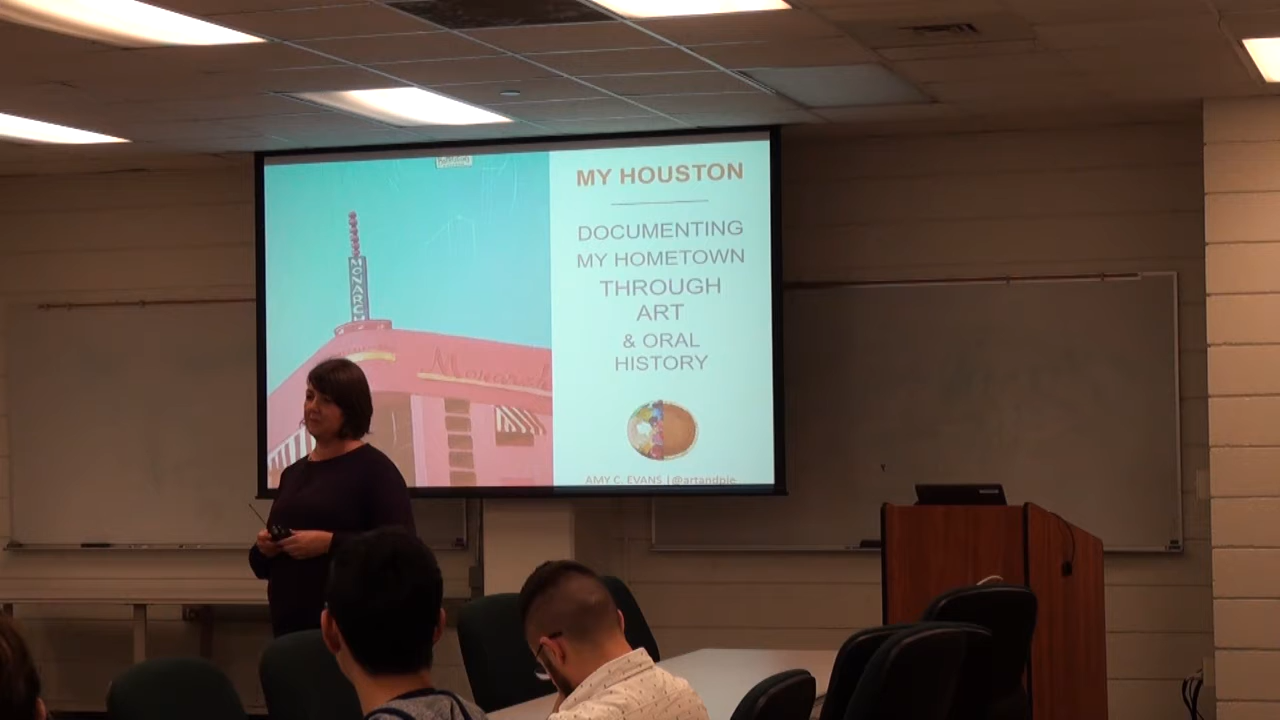 MY HOUSTON
DOCUMENTING
MY HOMETOWN
THROUGH
ART
& ORAL
HISTORY
AMY C. EVANS | @artandpie
MONARCH
Monarch